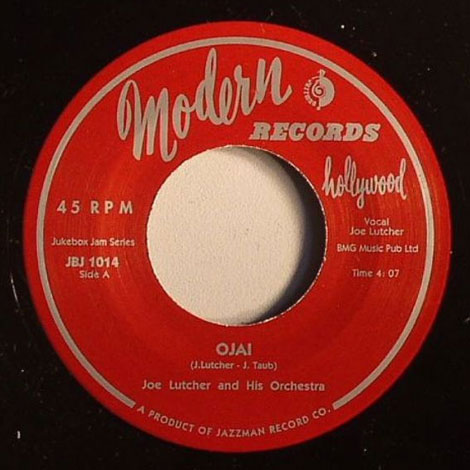 Modern
RECORDS
hollywood
45 RPM
Jukebox Jam Series
JBJ 1014
Side A
Vocal
Joe Lutcher
BMG Music Pub Ltd
Time 4: 07
OJAI
(J.Lutcher - J. Taub)
Joe Lutcher and His Orchestra
A PRODUCT OF JAZZMAN RECORD CO.